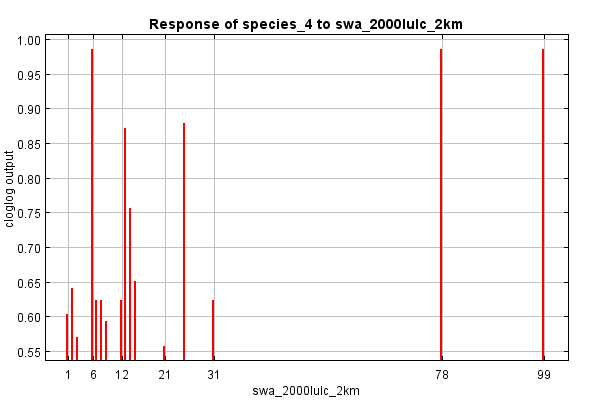 Response of species_4 to swa_2000lulc_2km
1.00
0.95
0.90
0.85
0.80
0.75
0.70
0.65
0.60
0.55
cloglog output
1 6 12 21 31 78 99
swa_2000lulc_2km